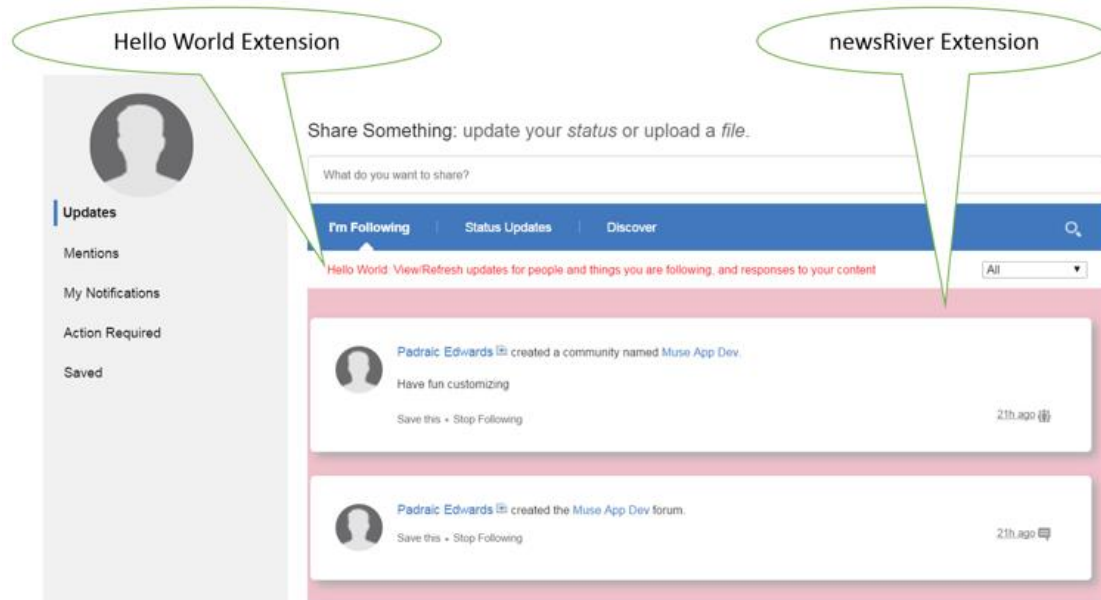 Hello World Extension
newsRiver Extension
Share Something: update your status or upload a file.
What do you want to share?
Updates
Mentions
My Notifications
Action Required
Saved
I'm Following
Status Updates
Discover
Hello World: View/Refresh updates for people and things you are following, and responses to your content
All
Padraic Edwards created a community named Muse App Dev.
Have fun customizing
Save this • Stop Following
21h ago
Padraic Edwards created the Muse App Dev forum.
Save this • Stop Following
21h ago